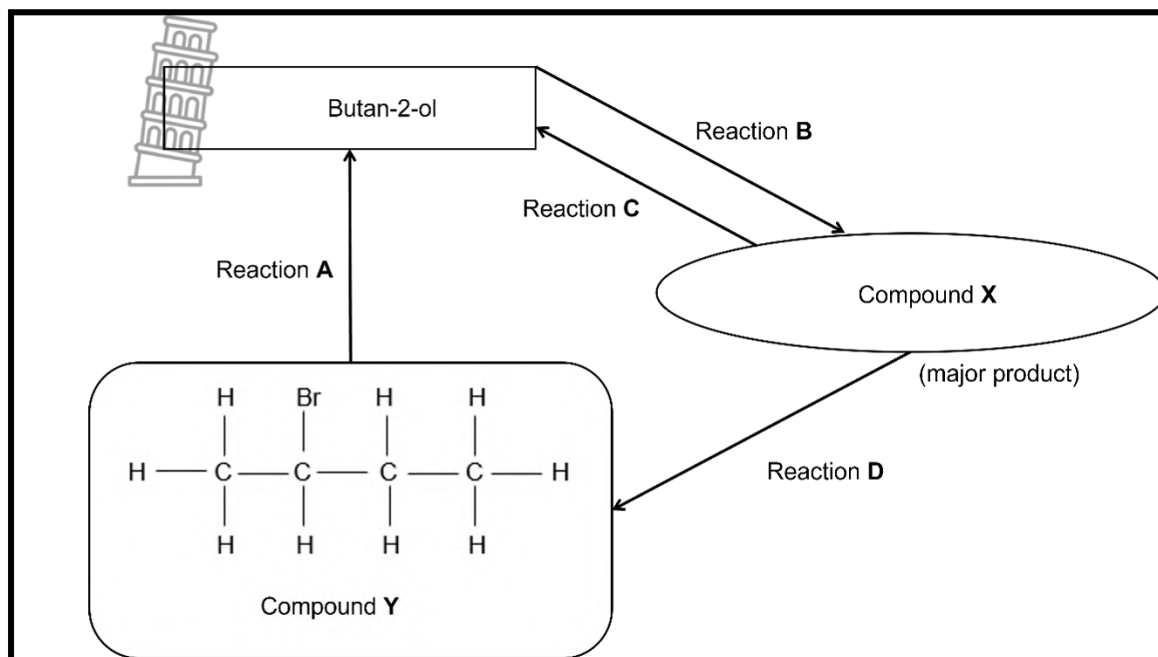 Butan-2-ol
Reaction B
Reaction C
Reaction A
Compound X
(major product)
H Br H H
H C C C C H
H H H H
Reaction D
Compound Y